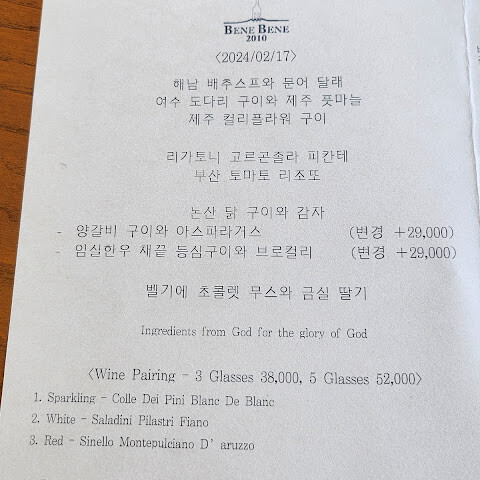 BENE BENE
2010
<2024/02/17>
해남 배추스프와 문어 달래
여수 도다리 구이와 제주 풋마늘
제주 컬리플라워 구이
리가토니 고르곤졸라 피칸테
부산 토마토 리조또
논산 닭 구이와 감자
- 양갈비 구이와 아스파라거스 (변경 +29,000)
- 임실한우 채끝 등심구이와 브로컬리 (변경 +29,000)
벨기에 초콜렛 무스와 금실 딸기
Ingredients from God for the glory of God
<Wine Pairing - 3 Glasses 38,000, 5 Glasses 52,000>
1. Sparkling - Colle Dei Pini Blanc De Blanc
2. White - Saladini Pilastri Fiano
3. Red - Sinello Montepulciano D' aruzzo